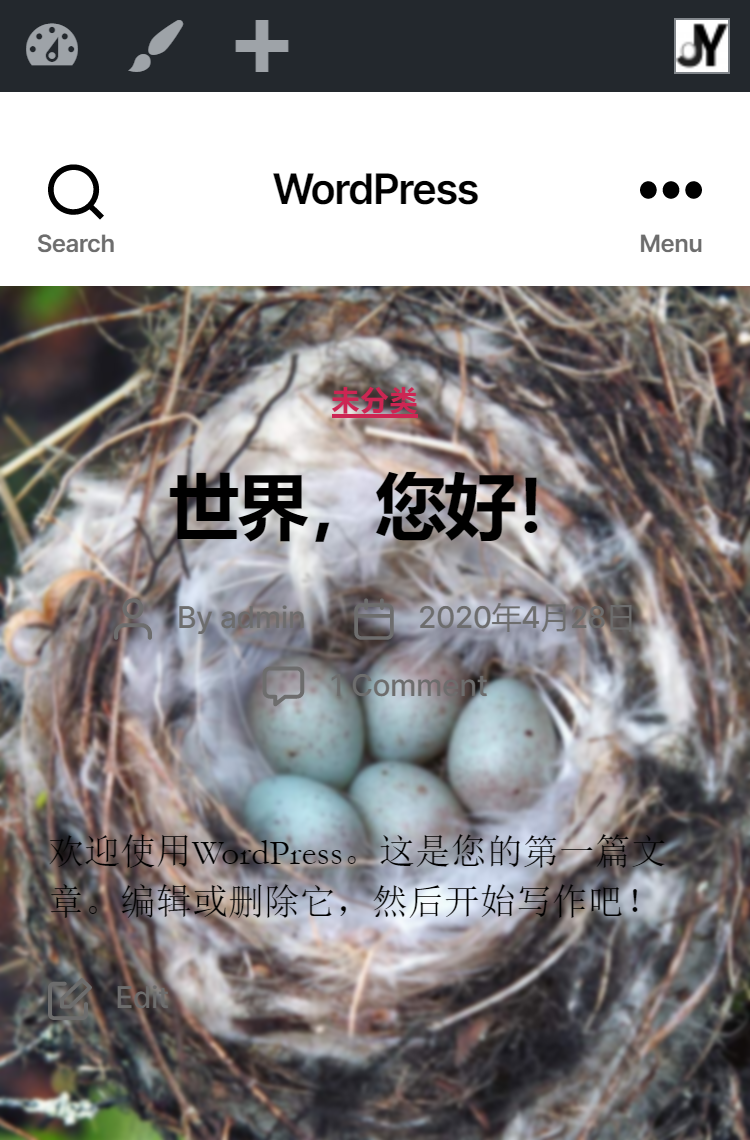 JY
WordPress
Search
Menu
未分类
世界，您好！
By admin
2020年4月28日
1 Comment
欢迎使用WordPress。这是您的第一篇文
章。编辑或删除它，然后开始写作吧！
Edit